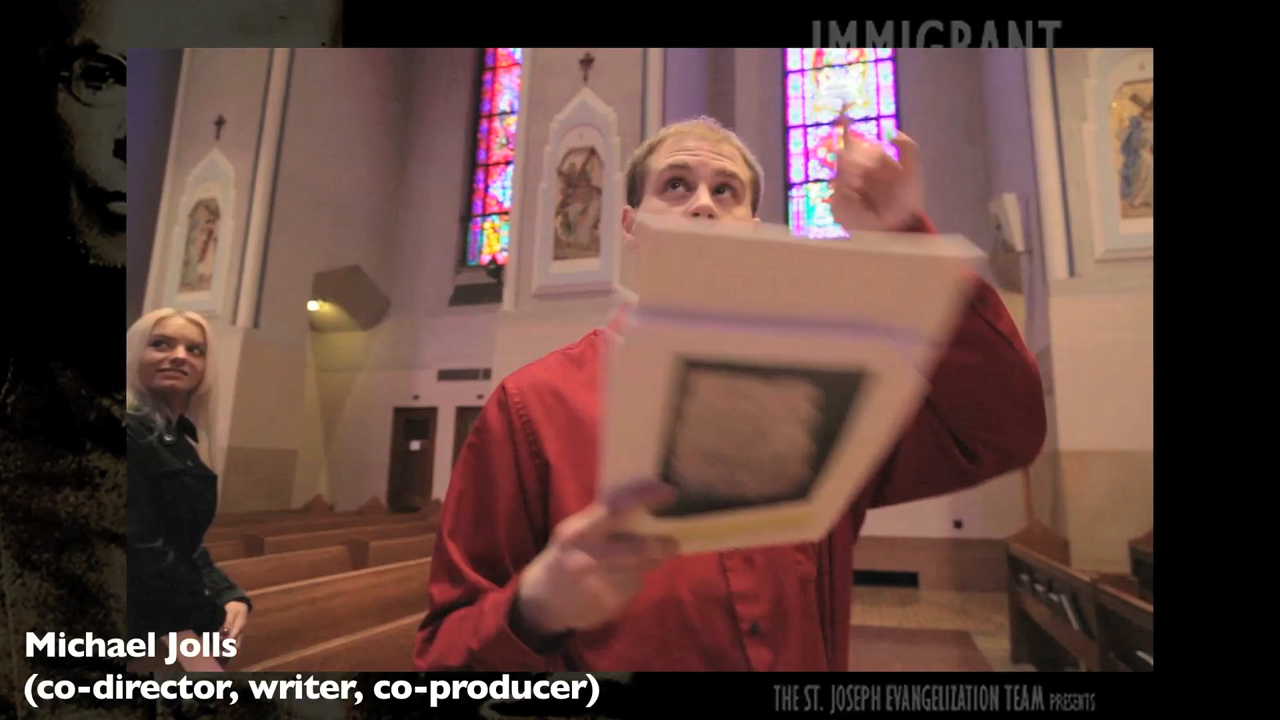 IMMIGRANT
Michael Jolls
(co-director, writer, co-producer)
THE ST. JOSEPH EVANGELIZATION TEAM PRESENTS